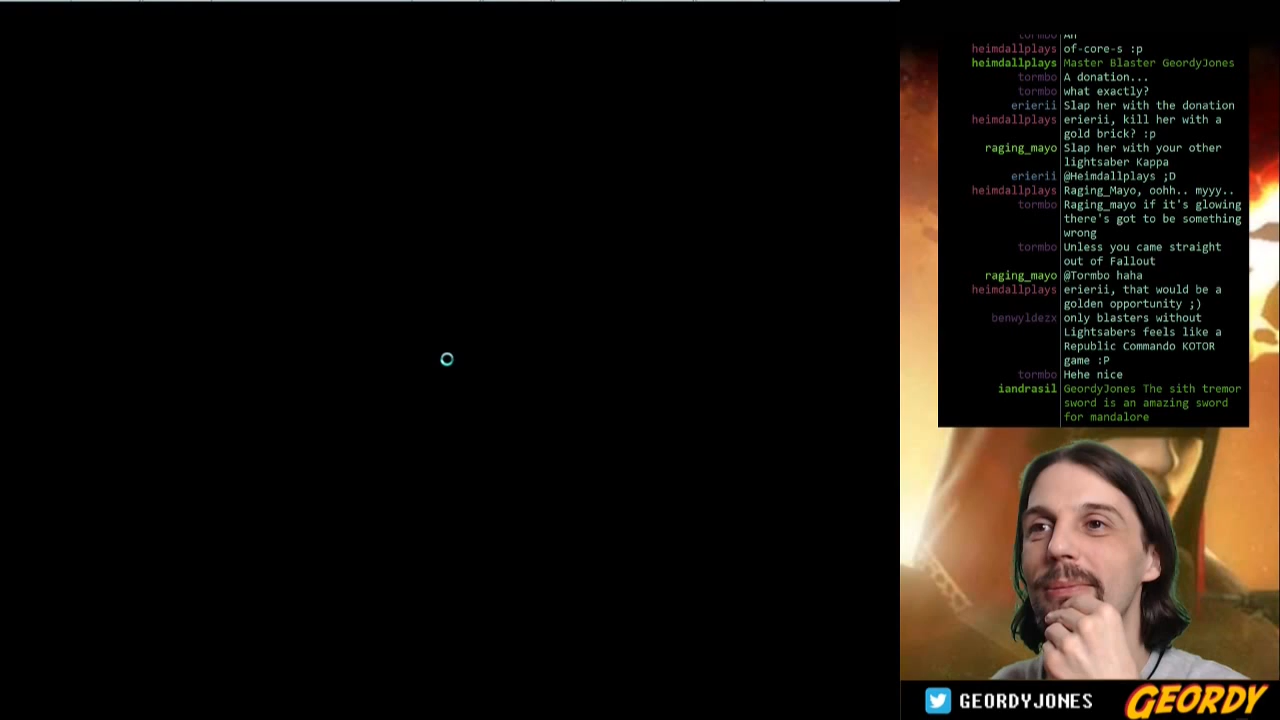 tormbo An
heimdallplays of-core-s :p
heimdallplays Master Blaster GeordyJones
tormbo A donation...
tormbo what exactly?
erierii Slap her with the donation
heimdallplays erierii, kill her with a
gold brick? :p
raging_mayo Slap her with your other
lightsaber Kappa
erierii @Heimdallplays ;D
heimdallplays Raging_Mayo, oohh.. myyy..
tormbo Raging_mayo if it's glowing
there's got to be something
wrong
tormbo Unless you came straight
out of Fallout
raging_mayo @Tormbo haha
heimdallplays erierii, that would be a
golden opportunity ;)
benwyldezx only blasters without
Lightsabers feels like a
Republic Commando KOTOR
game :P
tormbo Hehe nice
iandrasil GeordyJones The sith tremor
sword is an amazing sword
for mandalore
GEORDYJONES
GEORDY